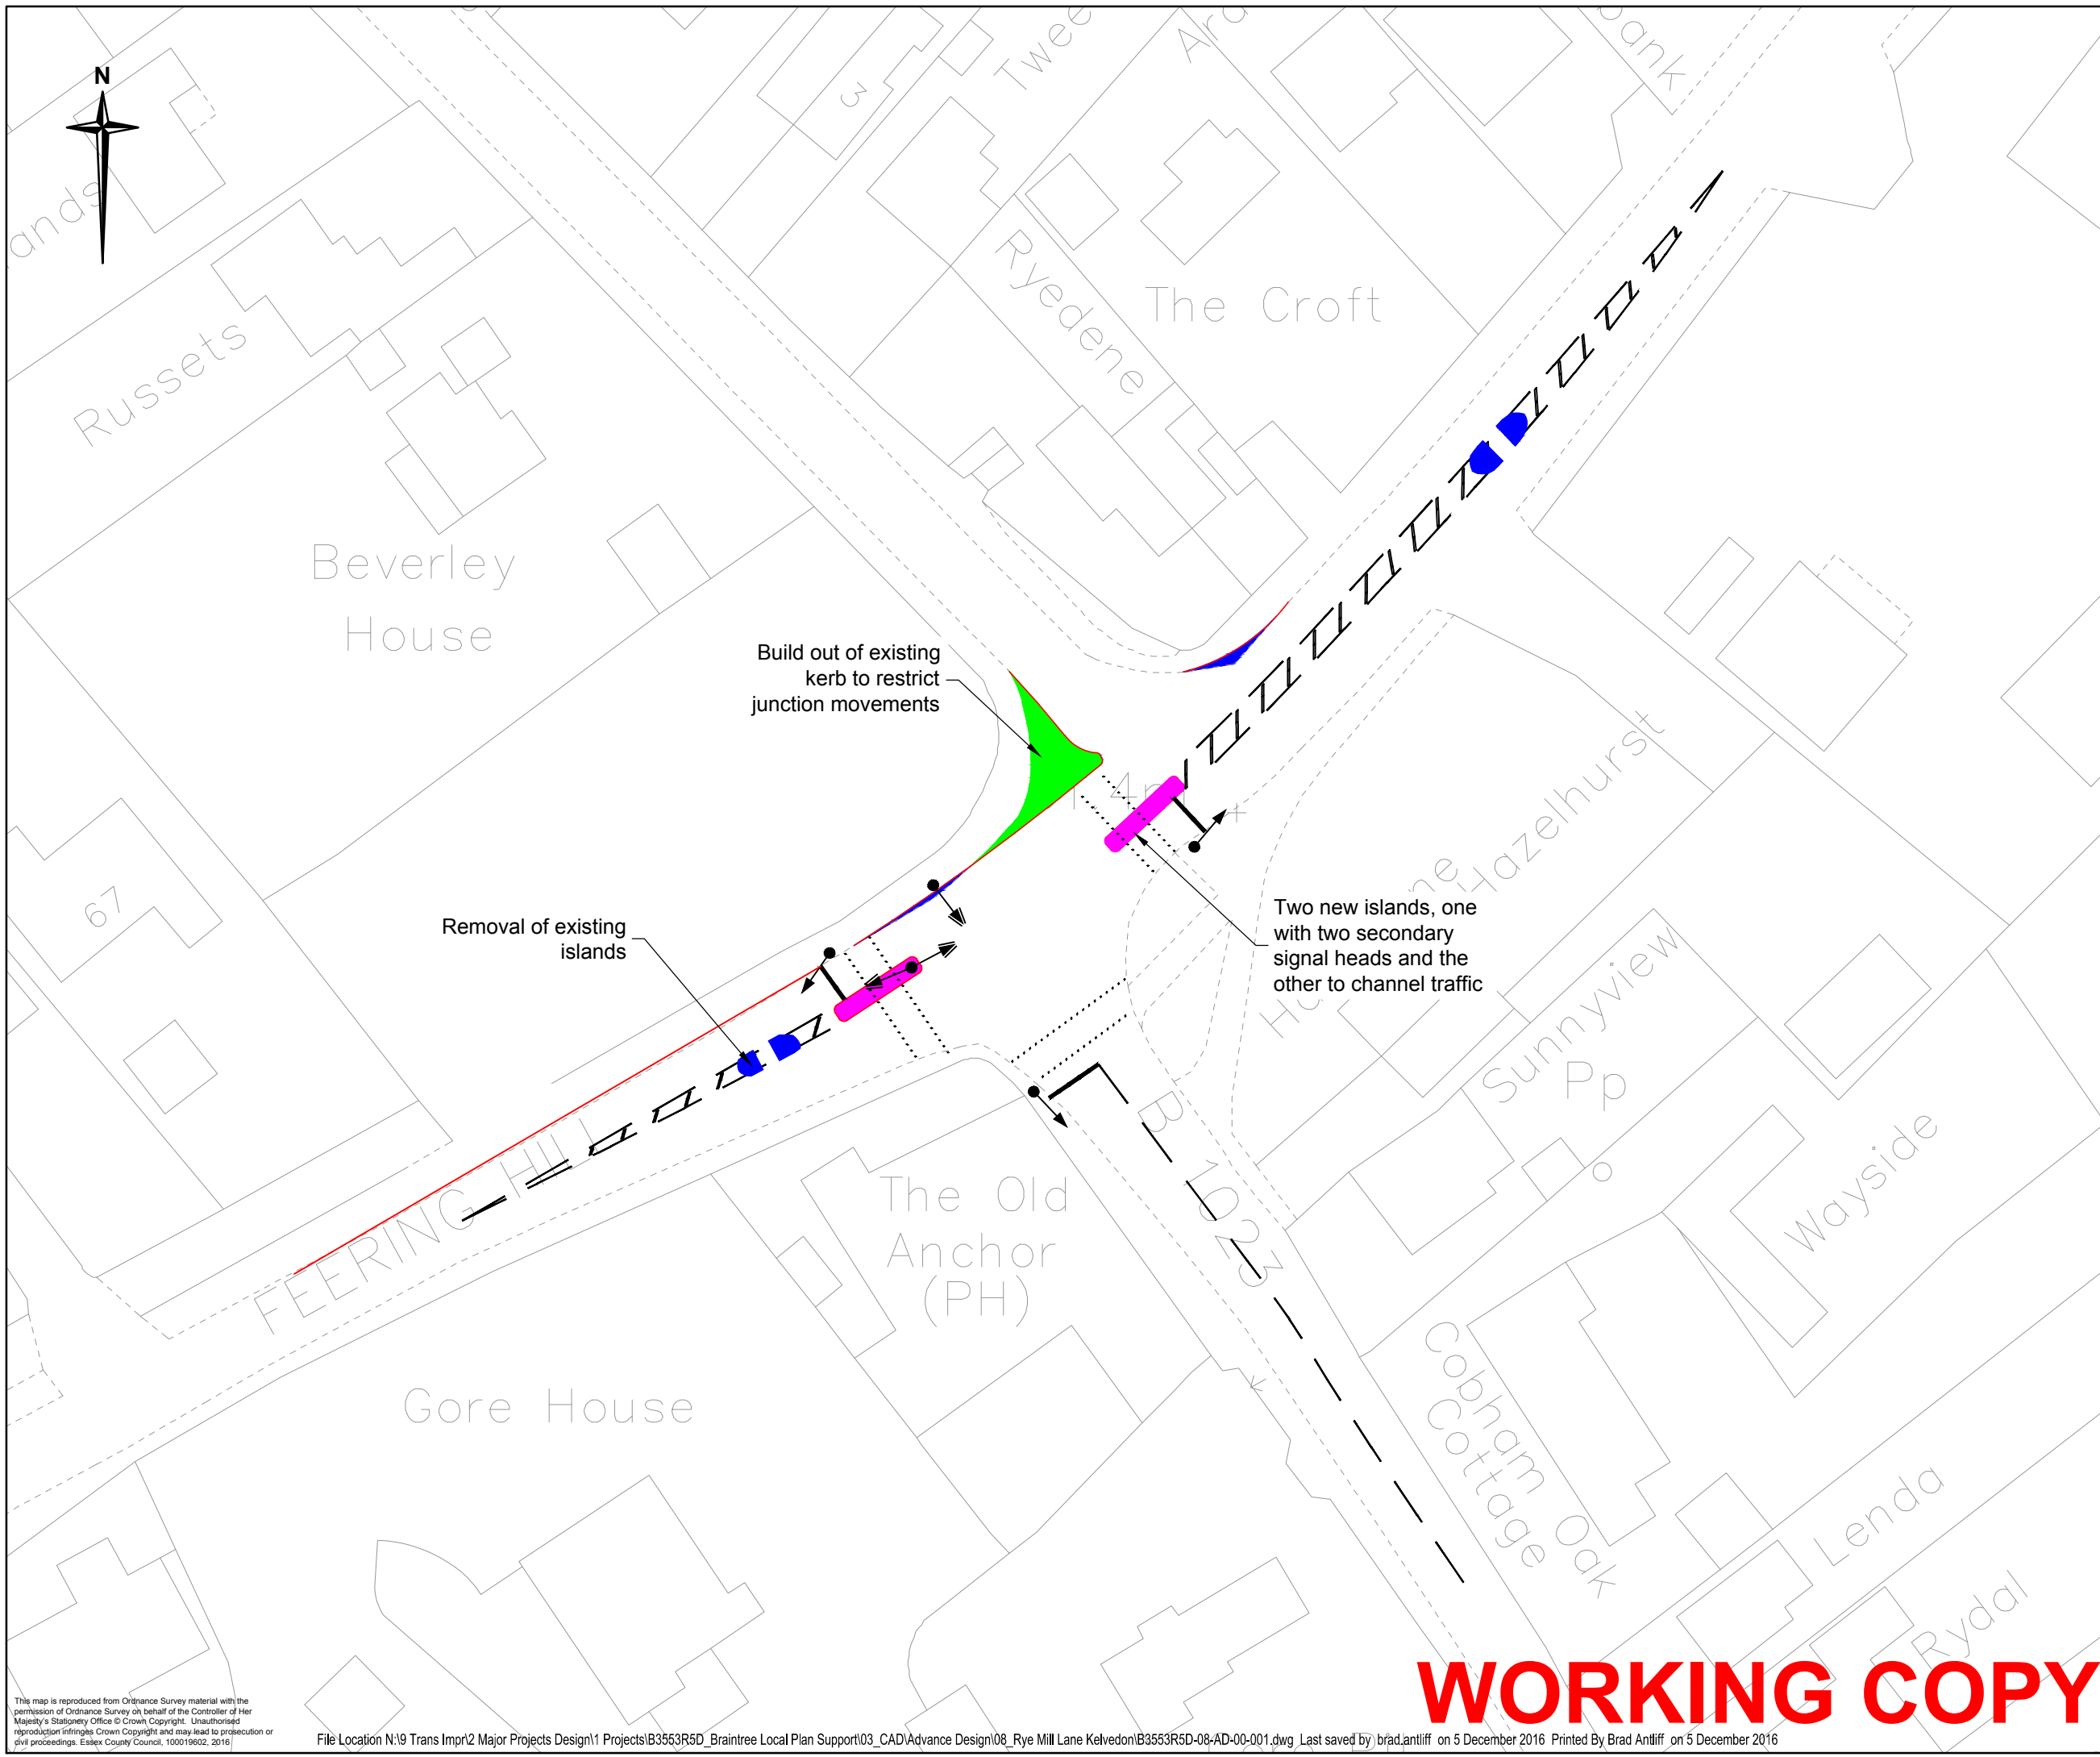 N
Twee
3
Russets
Ryedene
The Croft
Beverley
House
Build out of existing
kerb to restrict
junction movements
67
Removal of existing
islands
Hazelhurst
Two new islands, one
with two secondary
signal heads and the
other to channel traffic
Sunnyview
Pp
Wayside
FEERING HILL
B 1023
The Old
Anchor
(PH)
Gore House
Cobham Oak
Cottage
Lenda
Rydal
WORKING COPY
This map is reproduced from Ordnance Survey material with the
permission of Ordnance Survey on behalf of the Controller of Her
Majesty's Stationery Office © Crown Copyright. Unauthorised
reproduction infringes Crown Copyright and may lead to prosecution or
civil proceedings. Essex County Council, 100019602, 2016
File Location N:\9 Trans Impr\2 Major Projects Design\1 Projects\B3553R5D_Braintree Local Plan Support\03_CAD\Advance Design\08_Rye Mill Lane Kelvedon\B3553R5D-08-AD-00-001.dwg Last saved by brad.antliff on 5 December 2016 Printed By Brad Antliff on 5 December 2016